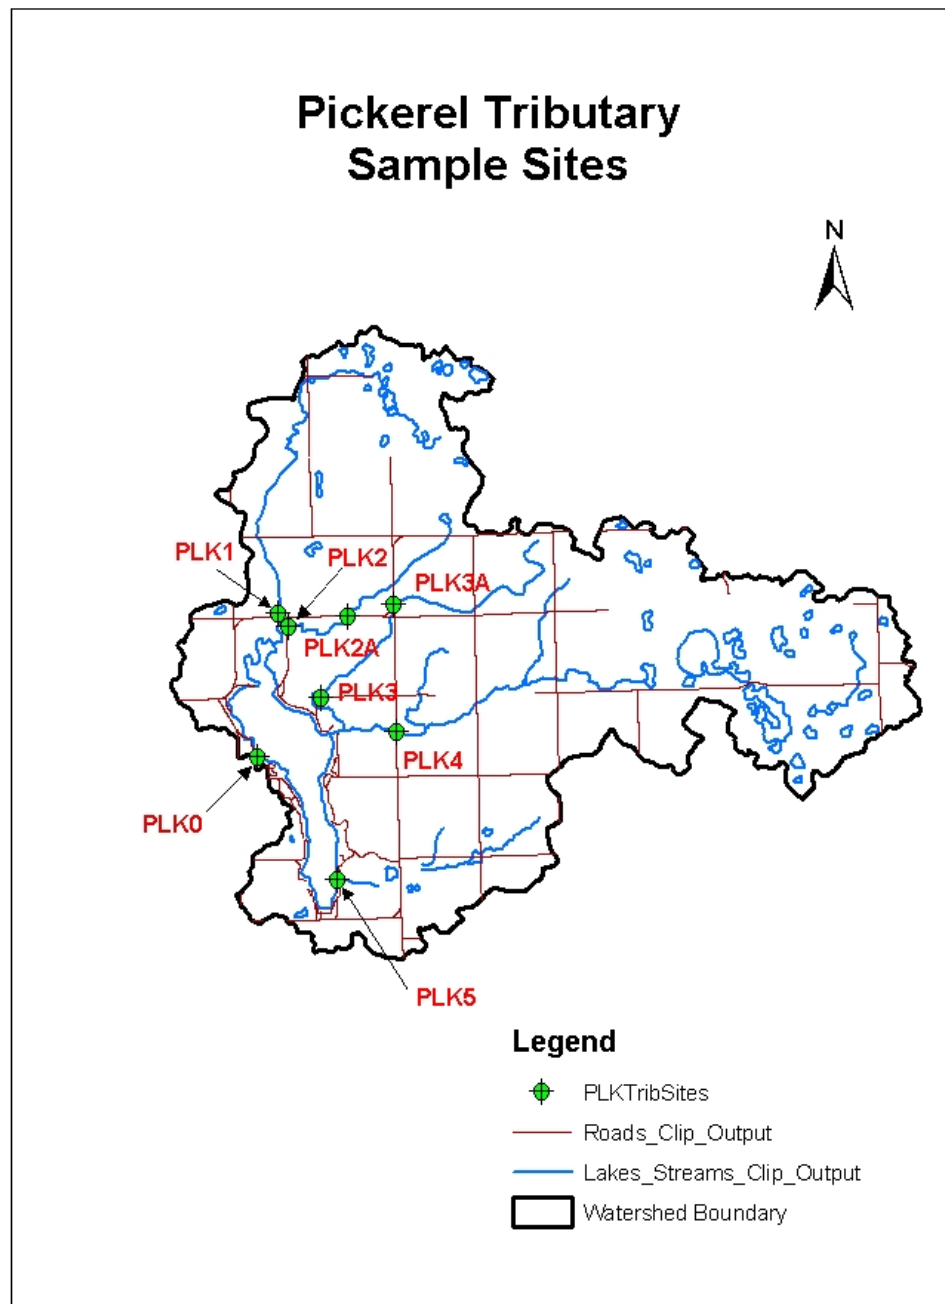 Pickerel Tributary
Sample Sites
N
PLK1
PLK2
PLK3A
PLK2A
PLK3
PLK4
PLK0
PLK5
Legend
PLKTribSites
Roads_Clip_Output
Lakes_Streams_Clip_Output
Watershed Boundary